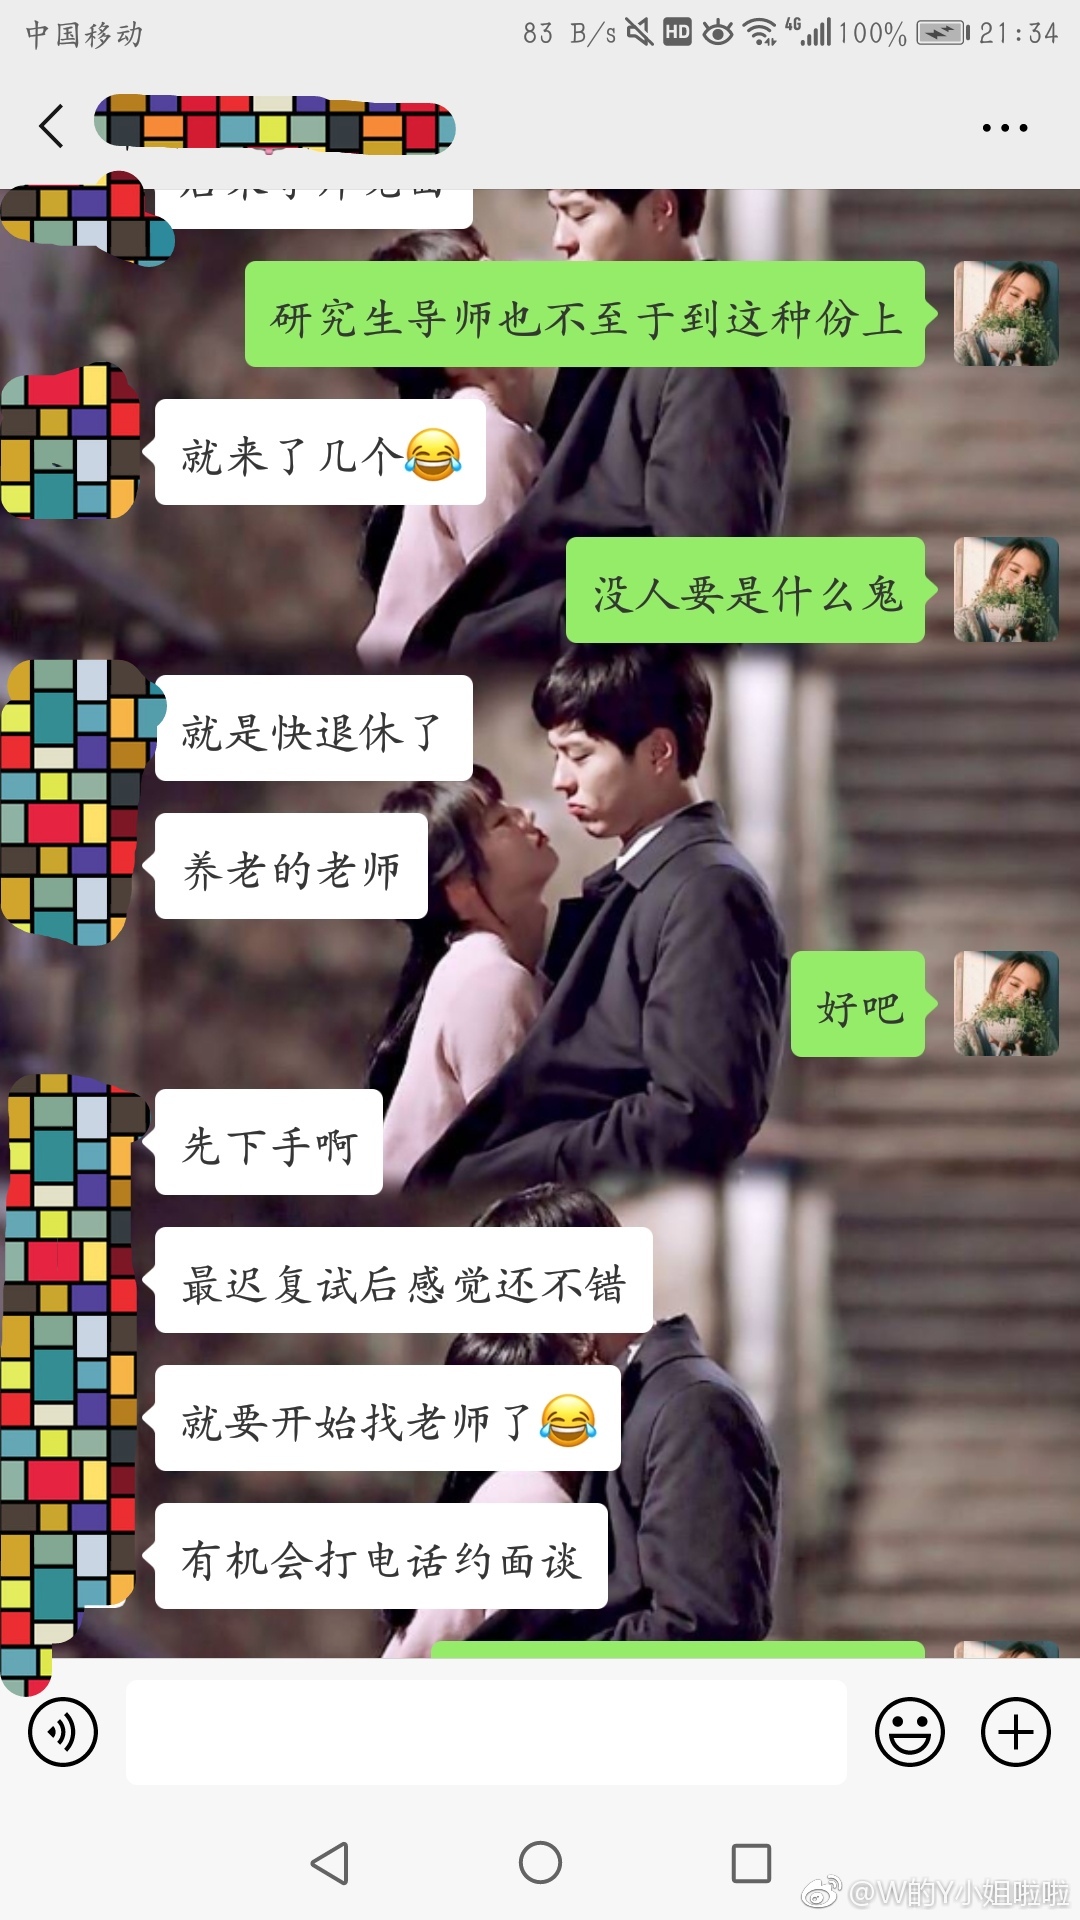 中国移动 83 B/s HD 4G 100% 21:34
研究生导师也不至于到这种份上
就来了几个😂
没人要是什么鬼
就是快退休了
养老的老师
好吧
先下手啊
最迟复试后感觉还不错
就要开始找老师了😂
有机会打电话约面谈
@W的Y小姐啦啦